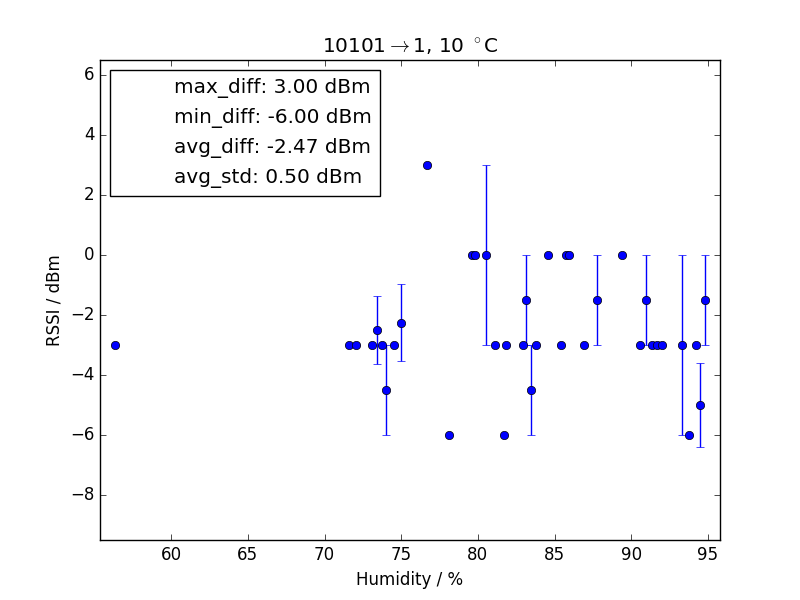 10101→1, 10 °C
max_diff: 3.00 dBm
min_diff: -6.00 dBm
avg_diff: -2.47 dBm
avg_std: 0.50 dBm
RSSI / dBm
6
4
2
0
−2
−4
−6
−8
60 65 70 75 80 85 90 95
Humidity / %